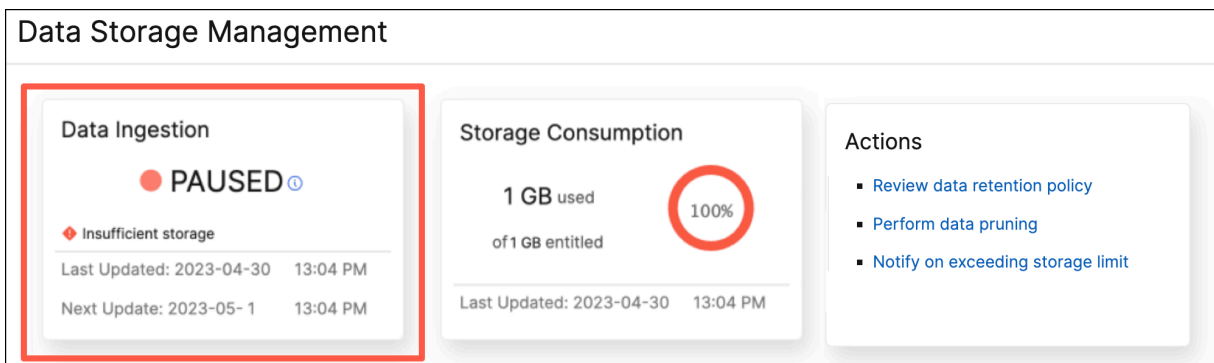 Data Storage Management
Data Ingestion
PAUSED
Insufficient storage
Last Updated: 2023-04-30 13:04 PM
Next Update: 2023-05- 1 13:04 PM
Storage Consumption
1 GB used
of 1 GB entitled
100%
Last Updated: 2023-04-30 13:04 PM
Actions
Review data retention policy
Perform data pruning
Notify on exceeding storage limit